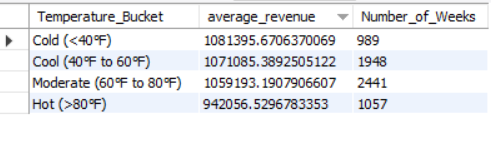 Temperature_Bucket average_revenue Number_of_Weeks
Cold (<40°F) 1081395.6706370069 989
Cool (40°F to 60°F) 1071085.3892505122 1948
Moderate (60°F to 80°F) 1059193.1907906607 2441
Hot (>80°F) 942056.5296783353 1057